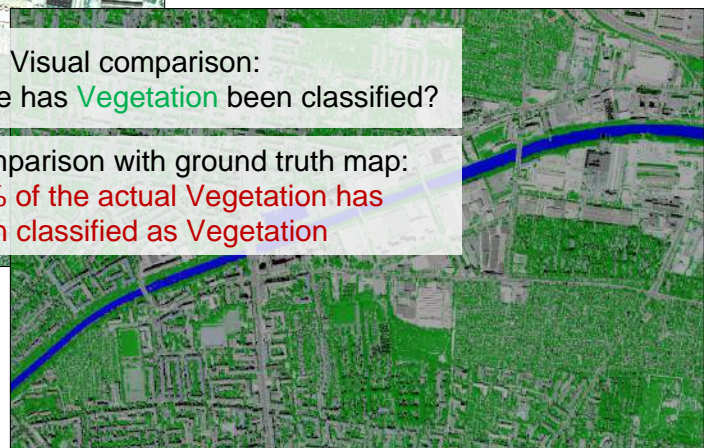 Visual comparison:
has Vegetation been classified?
with ground truth map:
of the actual Vegetation has
classified as Vegetation